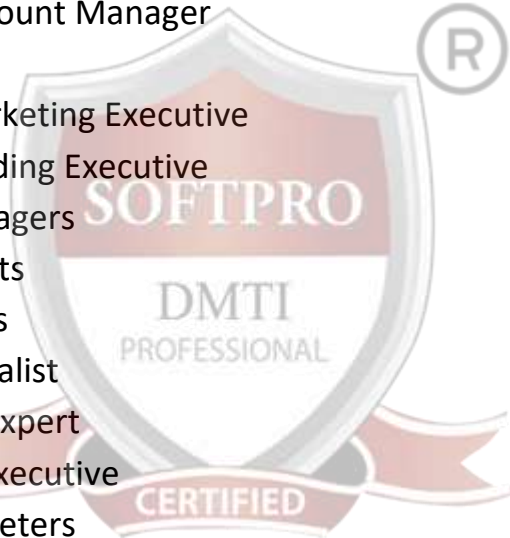 ount Manager
®
keting Executive
ding Executive
agers
SOFTPRO
ts
DMTI
s
PROFESSIONAL
alist
xpert
xecutive
CERTIFIED
eters